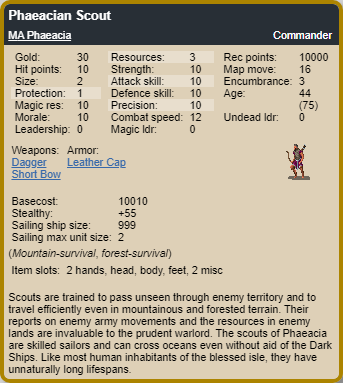 Phaeacian Scout
MA Phaeacia Commander
Gold: 30 Resources: 3 Rec points: 10000
Hit points: 10 Strength: 10 Map move: 16
Size: 2 Attack skill: 10 Encumbrance: 3
Protection: 1 Defence skill: 10 Age: 44
Magic res: 10 Precision: 10 (75)
Morale: 10 Combat speed: 12 Undead ldr: 0
Leadership: 0 Magic ldr: 0
Weapons: Armor:
Dagger Leather Cap
Short Bow
Basecost: 10010
Stealthy: +55
Sailing ship size: 999
Sailing max unit size: 2
(Mountain-survival, forest-survival)
Item slots: 2 hands, head, body, feet, 2 misc
Scouts are trained to pass unseen through enemy territory and to
travel efficiently even in mountainous and forested terrain. Their
reports on enemy army movements and the resources in enemy
lands are invaluable to the prudent warlord. The scouts of Phaeacia
are skilled sailors and can cross oceans even without aid of the Dark
Ships. Like most human inhabitants of the blessed isle, they have
unnaturally long lifespans.